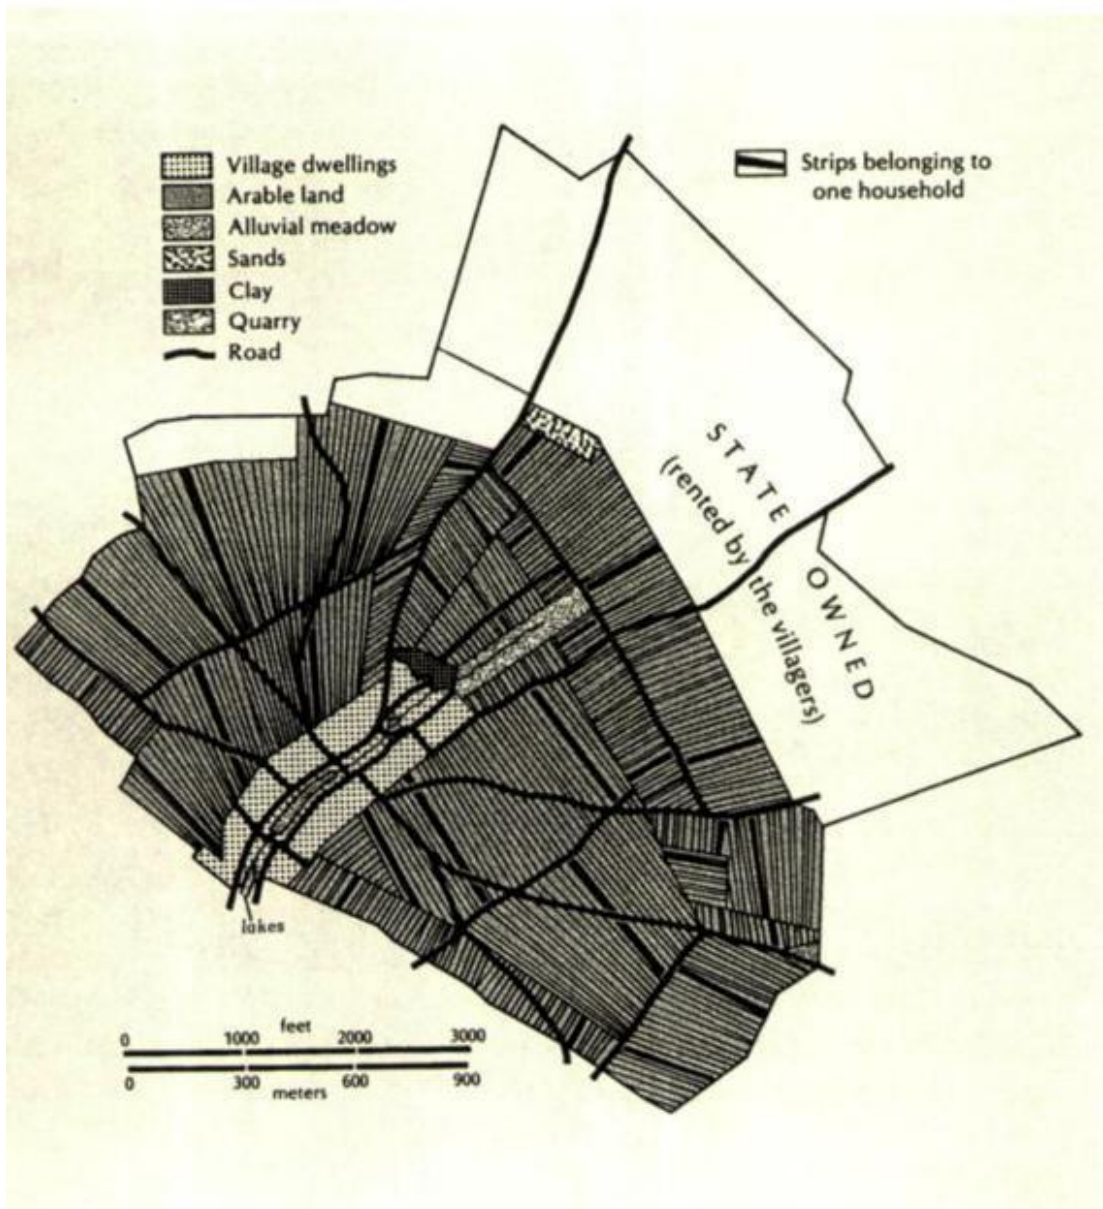 Village dwellings
Arable land
Alluvial meadow
Sands
Clay
Quarry
Road
Strips belonging to
one household
STATE
OWNED
(rented by the villagers)
lakes
0 1000 feet 2000 3000
0 300 600 900
meters